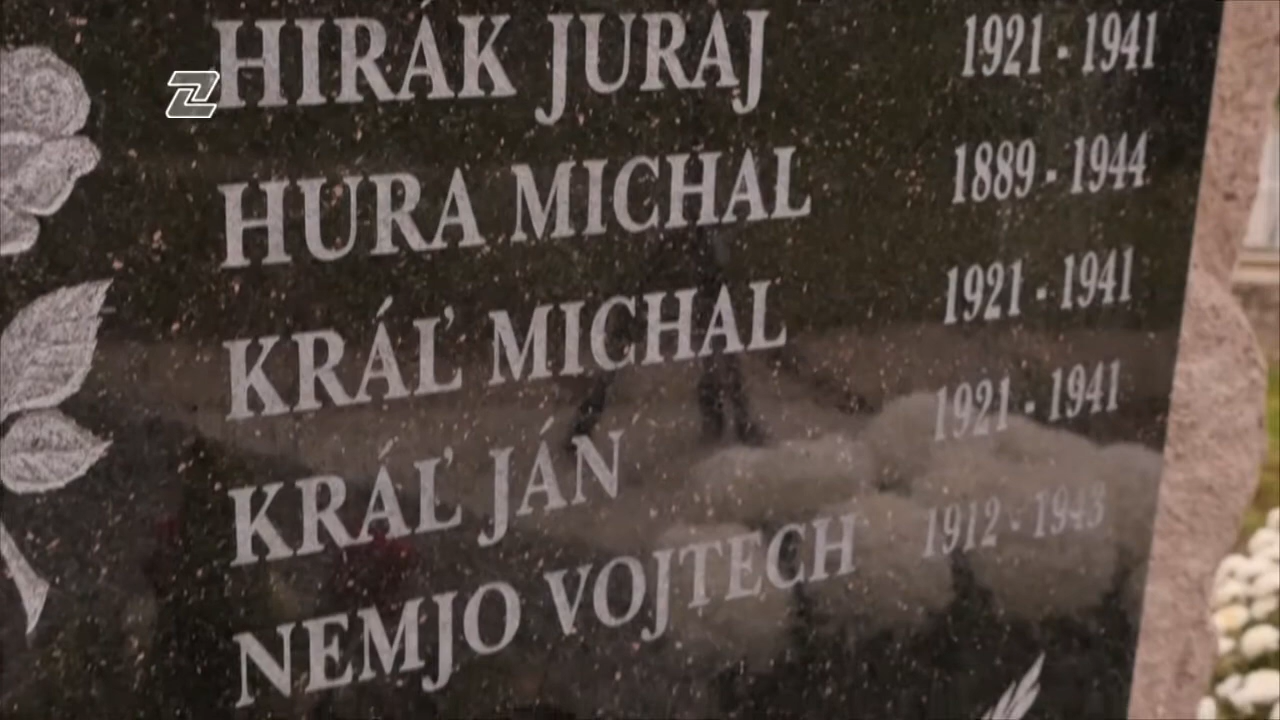 HIRÁK JURAJ 1921 - 1941
HURA MICHAL 1889 - 1944
KRÁĽ MICHAL 1921 - 1941
KRÁĽ JÁN 1921 - 1941
NEMJO VOJTECH 1912 - 1943